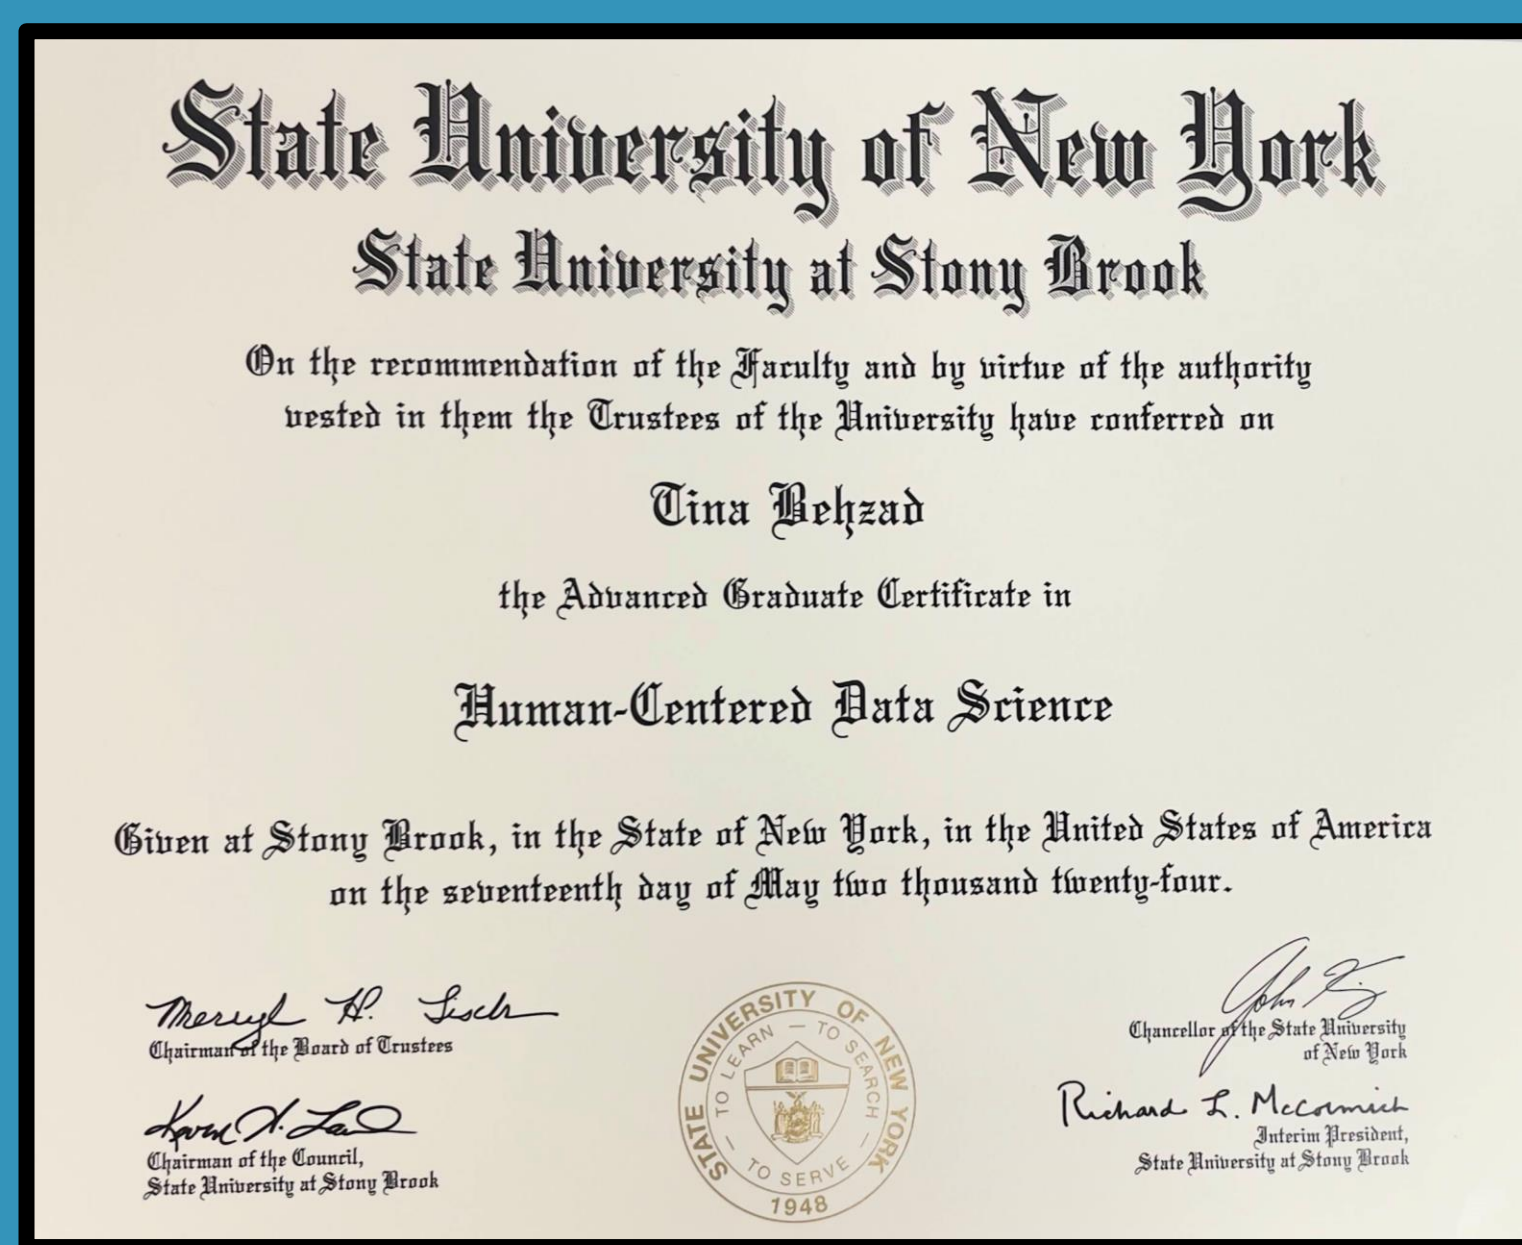 State University of New York
State University at Stony Brook
On the recommendation of the Faculty and by virtue of the authority
vested in them the Trustees of the University have conferred on
Tina Behzad
the Advanced Graduate Certificate in
Human-Centered Data Science
Given at Stony Brook, in the State of New York, in the United States of America
on the seventeenth day of May two thousand twenty-four.
Merryl H. Tisch
Chairman of the Board of Trustees
Chairman of the Council,
State University at Stony Brook
STATE UNIVERSITY OF NEW YORK
TO LEARN — TO SEARCH — TO SERVE —
1948
John
Chancellor of the State University
of New York
Richard L. McCormick
Interim President,
State University at Stony Brook